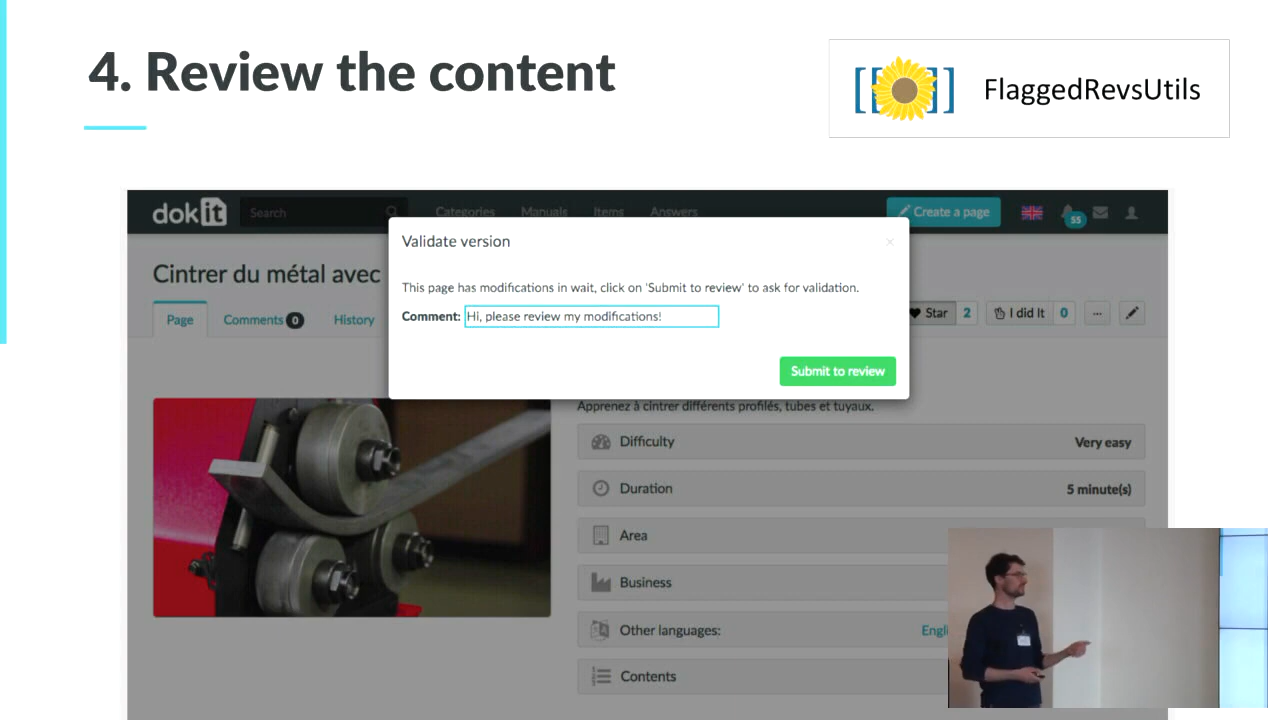 4. Review the content
[[ ]] FlaggedRevsUtils
dokit
Search
Categories
Manuals
Items
Answers
Create a page
55
Validate version
×
Cintrer du métal avec
This page has modifications in wait, click on 'Submit to review' to ask for validation.
Page
Comments 0
History
Comment: Hi, please review my modifications!
Star 2
I did It 0
...
Submit to review
Apprenez à cintrer différents profilés, tubes et tuyaux.
Difficulty
Very easy
Duration
5 minute(s)
Area
Business
Other languages:
Engli
Contents